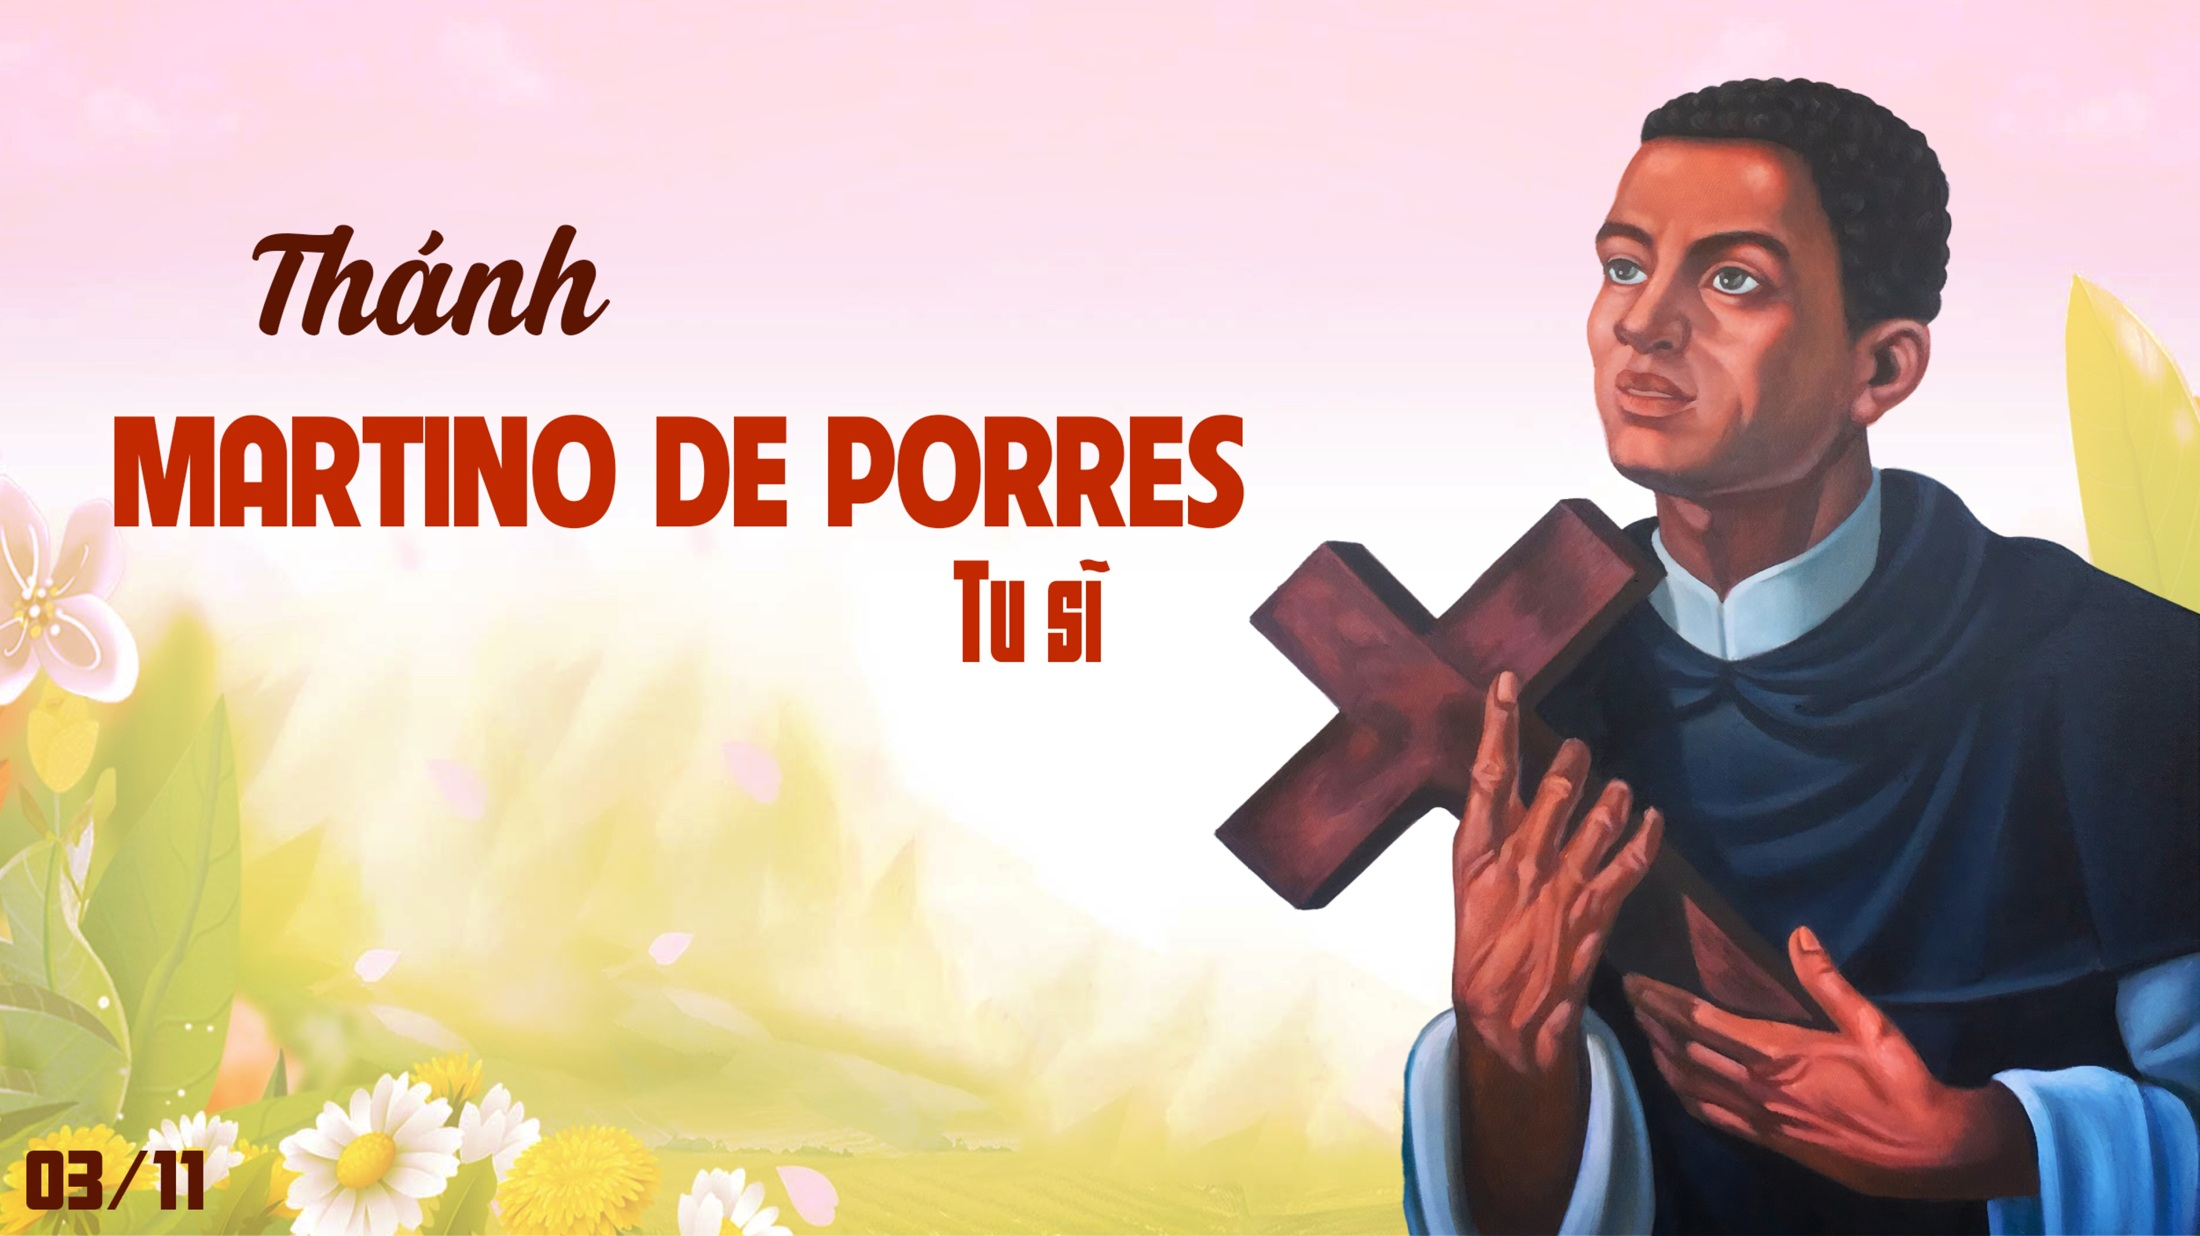 Thánh
MARTINO DE PORRES
Tu sĩ
03/11